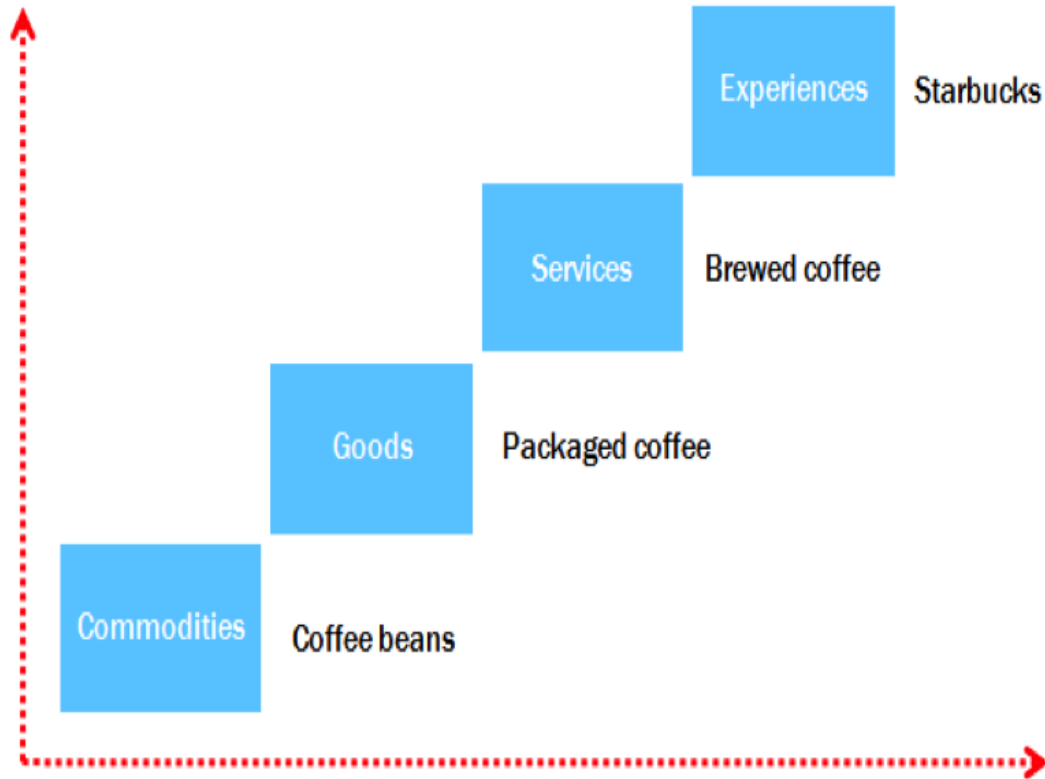 Experiences Starbucks
Services Brewed coffee
Goods Packaged coffee
Commodities Coffee beans